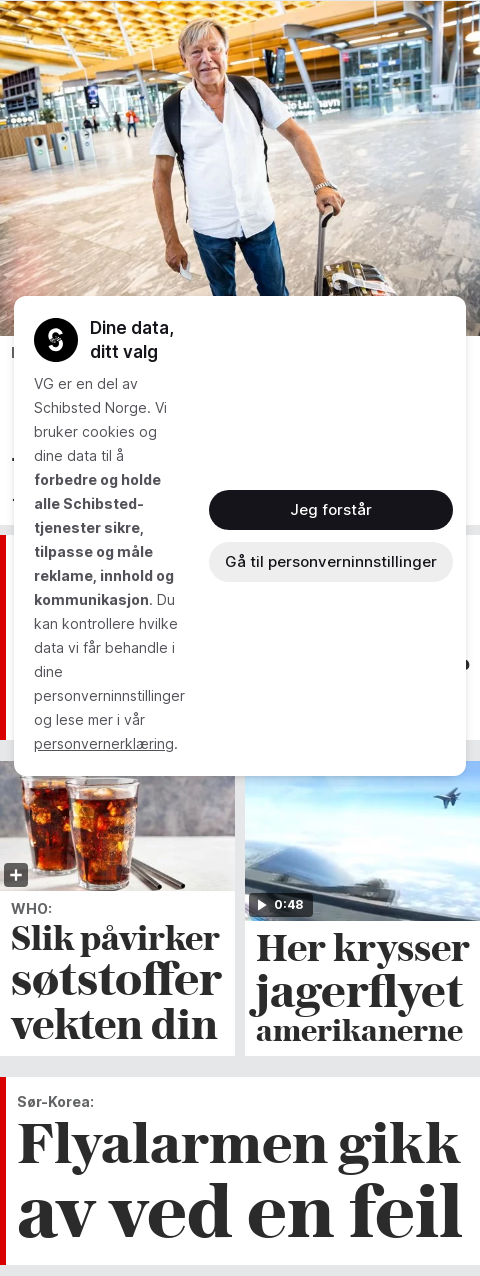 Dine data,
ditt valg
VG er en del av
Schibsted Norge. Vi
bruker cookies og
dine data til å
forbedre og holde
alle Schibsted-
tjenester sikre,
tilpasse og måle
reklame, innhold og
kommunikasjon. Du
kan kontrollere hvilke
data vi får behandle i
dine
personverninnstillinger
og lese mer i vår
personvernerklæring.
Jeg forstår
Gå til personverninnstillinger
WHO:
Slik påvirker
søtstoffer
vekten din
0:48
Her krysser
jagerflyet
amerikanerne
Sør-Korea:
Flyalarmen gikk
av ved en feil